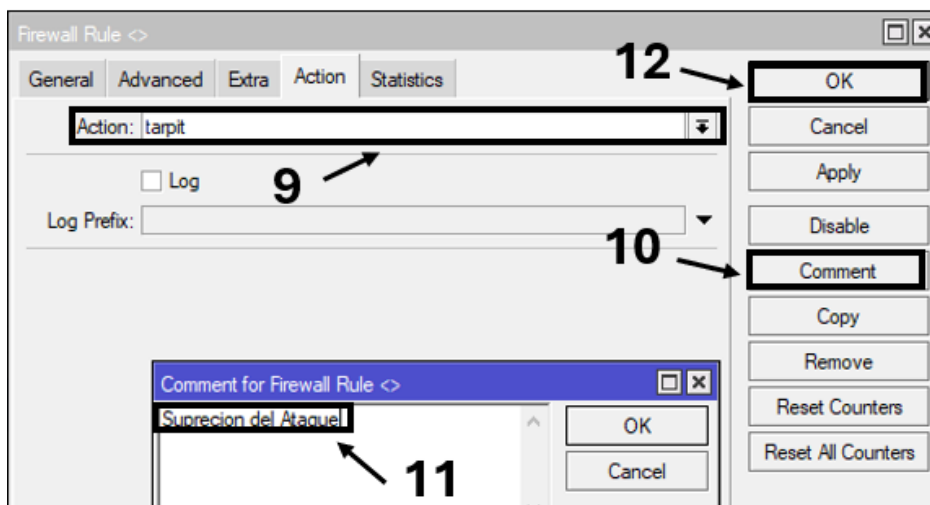 Firewall Rule <>
General Advanced Extra Action Statistics
12
OK
Action: tarpit
Cancel
9
Log
Apply
Log Prefix:
Disable
10
Comment
Copy
Remove
Comment for Firewall Rule <>
Reset Counters
Suprecion del Ataque
OK
Reset All Counters
Cancel
11